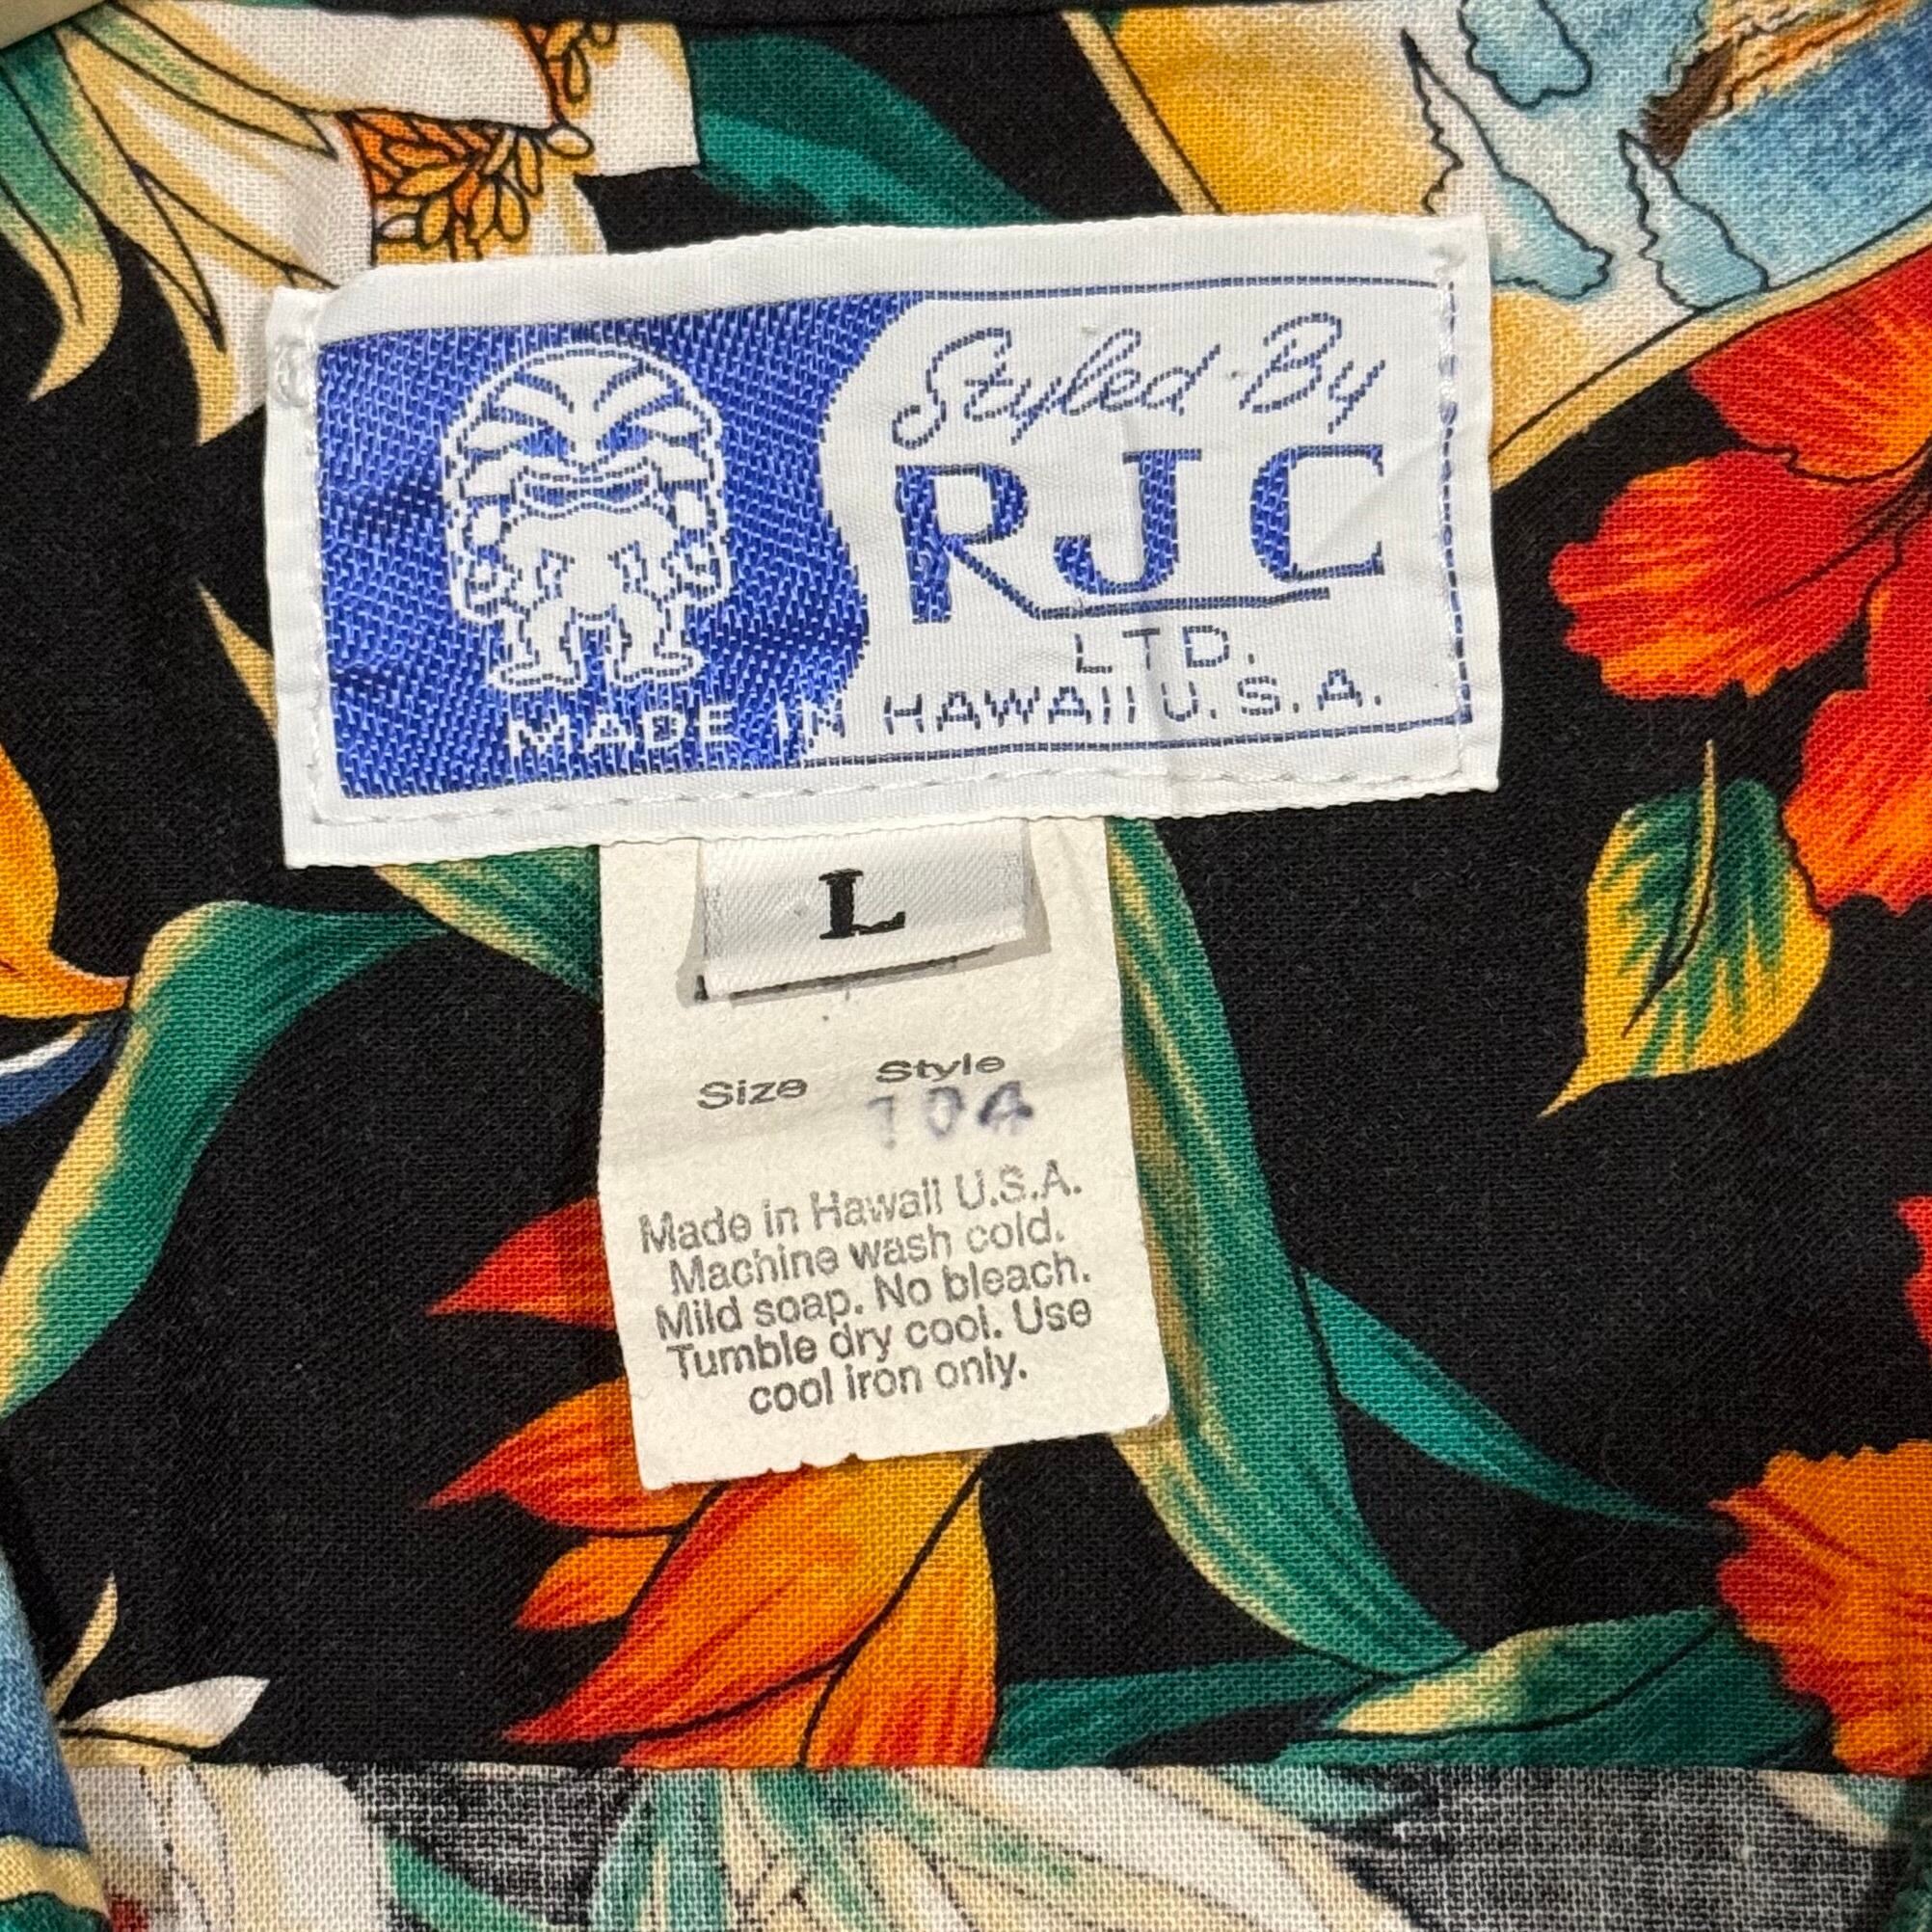 Styled By
RJC
LTD.
MADE IN HAWAII U.S.A.
L
Size Style
104
Made in Hawaii U.S.A.
Machine wash cold.
Mild soap. No bleach.
Tumble dry cool. Use
cool iron only.